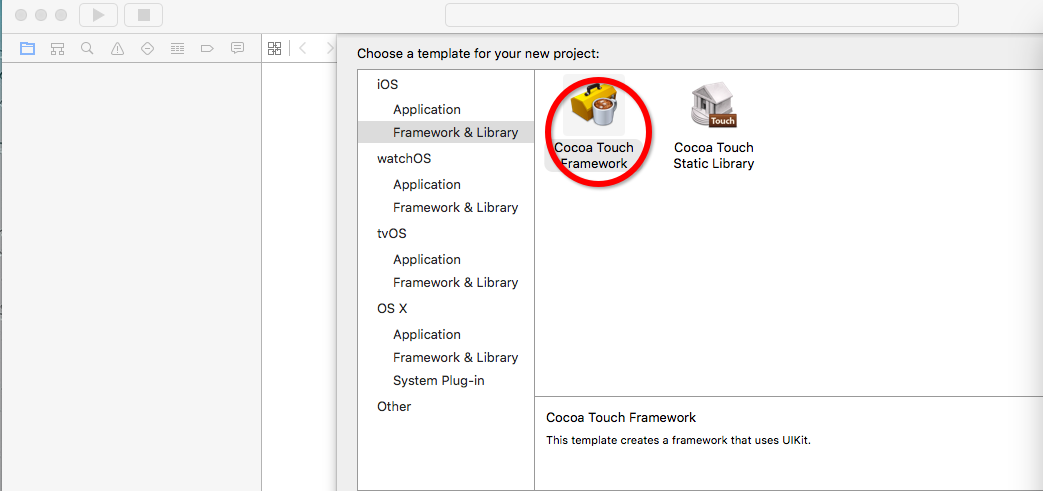 Choose a template for your new project:
iOS
Application
Framework & Library
watchOS
Application
Framework & Library
tvOS
Application
Framework & Library
OS X
Application
Framework & Library
System Plug-in
Other
Cocoa Touch
Framework
Touch
Cocoa Touch
Static Library
Cocoa Touch Framework
This template creates a framework that uses UIKit.